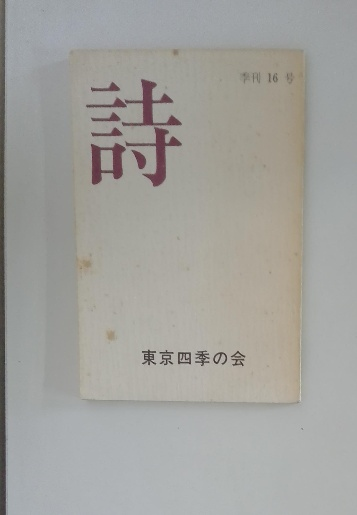 季刊 16 号
詩
東京四季の会